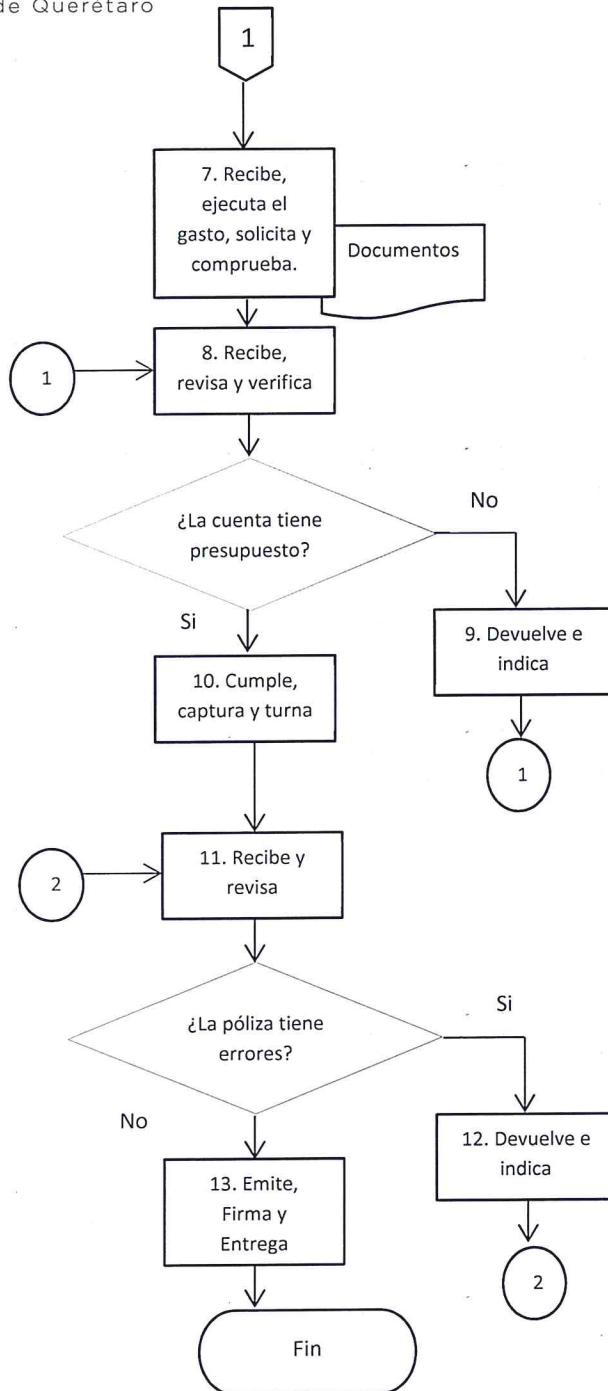 de Querétaro
1
7. Recibe,
ejecuta el
gasto, solicita y
comprueba.
Documentos
8. Recibe,
revisa y verifica
1
¿La cuenta tiene
presupuesto?
No
Si
9. Devuelve e
indica
10. Cumple,
captura y turna
1
11. Recibe y
revisa
2
¿La póliza tiene
errores?
Si
No
12. Devuelve e
indica
13. Emite,
Firma y
Entrega
2
Fin